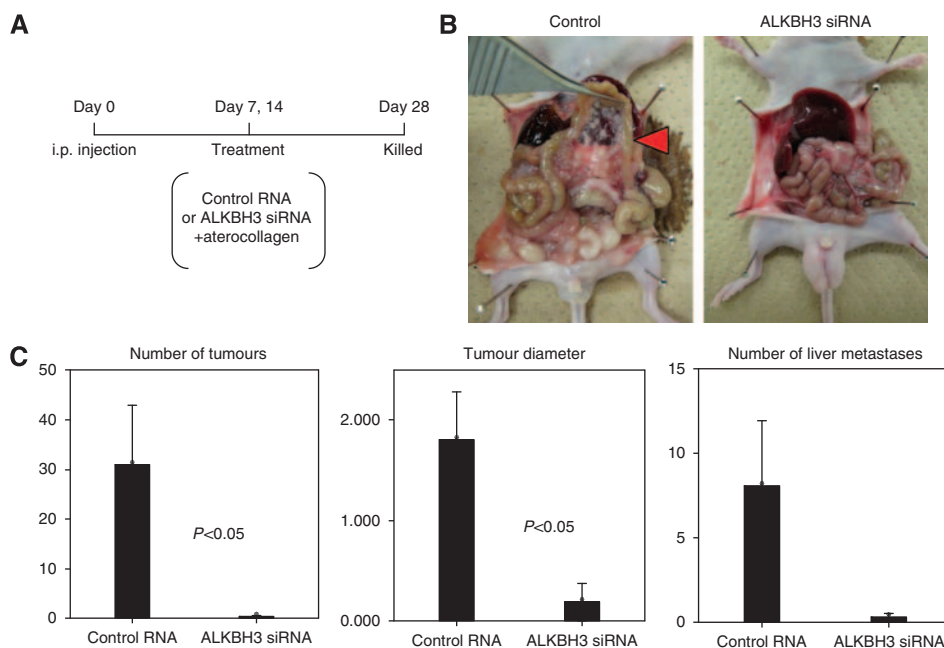 A
Day 0
Day 7, 14
Day 28
i.p. injection
Treatment
Killed
Control RNA
or ALKBH3 siRNA
+aterocollagen
B
Control
ALKBH3 siRNA
C
Number of tumours
50
40
30
20
10
0
P<0.05
Control RNA
ALKBH3 siRNA
Tumour diameter
2.000
1.000
0.000
P<0.05
Control RNA
ALKBH3 siRNA
Number of liver metastases
15
10
5
0
Control RNA
ALKBH3 siRNA